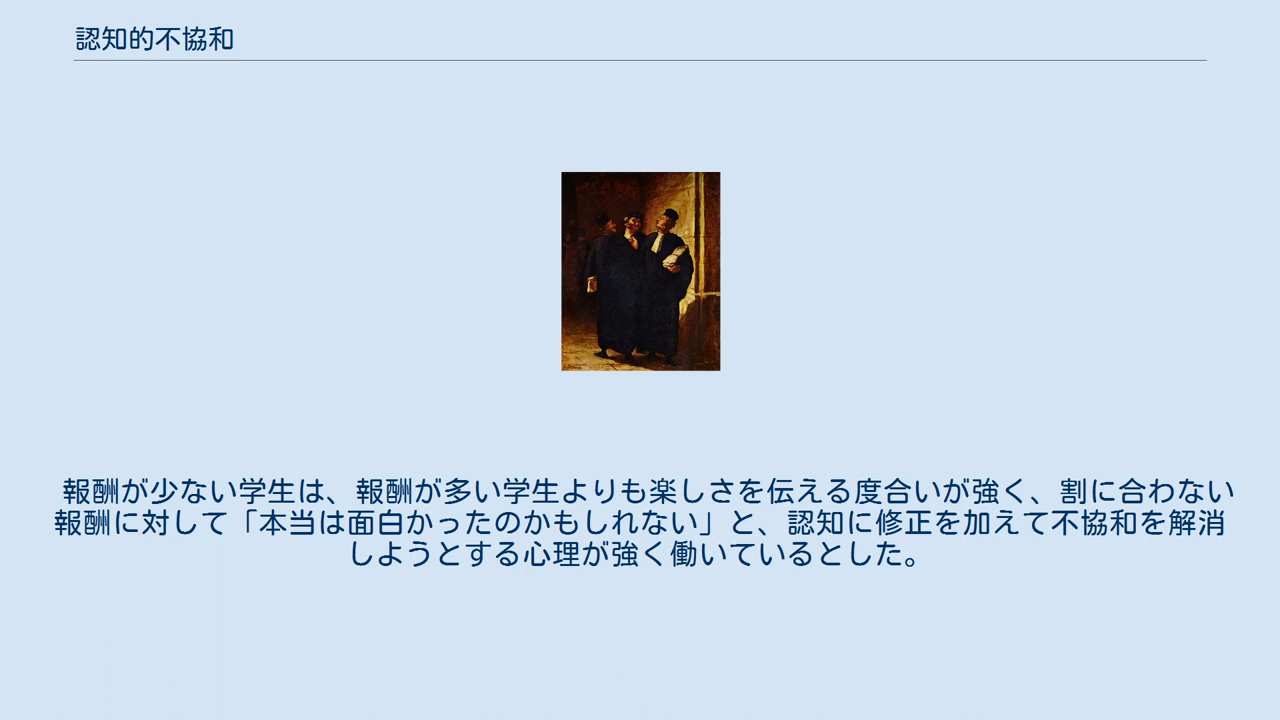 認知的不協和
報酬が少ない学生は、報酬が多い学生よりも楽しさを伝える度合いが強く、割に合わない
報酬に対して「本当は面白かったのかもしれない」と、認知に修正を加えて不協和を解消
しようとする心理が強く働いているとした。